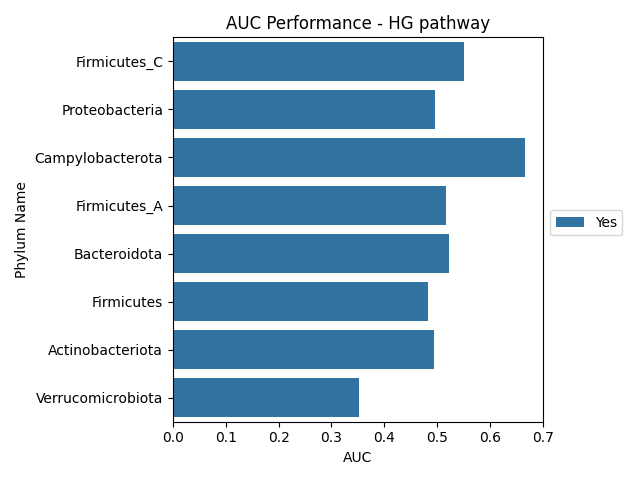 AUC Performance - HG pathway
Firmicutes_C
Proteobacteria
Campylobacterota
Firmicutes_A
Bacteroidota
Firmicutes
Actinobacteriota
Verrucomicrobiota
Phylum Name
0.0 0.1 0.2 0.3 0.4 0.5 0.6 0.7
AUC
Yes